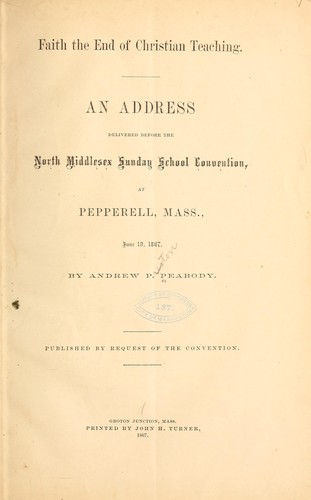 Faith the End of Christian Teaching.
AN ADDRESS
DELIVERED BEFORE THE
North Middlesex Sunday School Convention,
AT
PEPPERELL, MASS.,
June 19, 1867,
BY ANDREW P. PEABODY.
PUBLISHED BY REQUEST OF THE CONVENTION.
GROTON JUNCTION, MASS.
PRINTED BY JOHN H. TURNER,
1867.